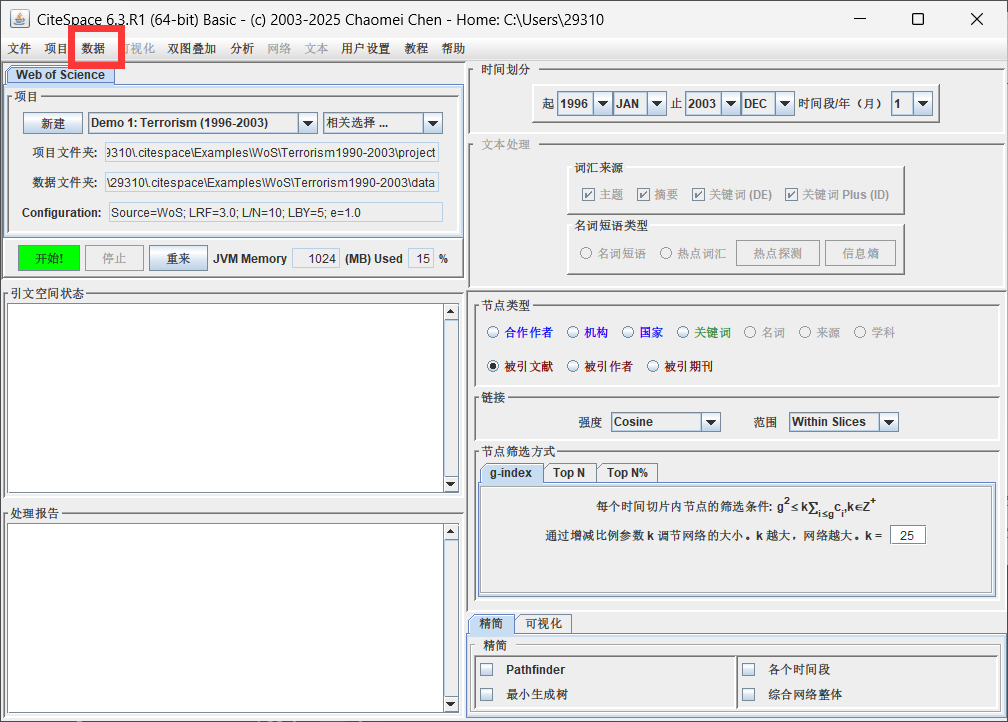 CiteSpace 6.3.R1 (64-bit) Basic - (c) 2003-2025 Chaomei Chen - Home: C:\Users\29310
文件 项目 数据 可视化 双图叠加 分析 网络 文本 用户设置 教程 帮助
Web of Science
项目
新建 Demo 1: Terrorism (1996-2003) 相关选择 ...
项目文件夹: 9310\.citespace\Examples\WoS\Terrorism1990-2003\project
数据文件夹: \29310\.citespace\Examples\WoS\Terrorism1990-2003\data
Configuration: Source=WoS; LRF=3.0; L/N=10; LBY=5; e=1.0
开始! 停止 重来 JVM Memory 1024 (MB) Used 15 %
引文空间状态
处理报告
时间划分
起 1996 JAN 止 2003 DEC 时间段/年（月） 1
文本处理
词汇来源
主题 摘要 关键词 (DE) 关键词 Plus (ID)
名词短语类型
名词短语 热点词汇 热点探测 信息熵
节点类型
合作作者 机构 国家 关键词 名词 来源 学科
被引文献 被引作者 被引期刊
链接
强度 Cosine 范围 Within Slices
节点筛选方式
g-index Top N Top N%
每个时间切片内节点的筛选条件: g²≤ k∑i≤gci,k∈Z⁺
通过增减比例参数 k 调节网络的大小。k 越大，网络越大。k = 25
精简 可视化
精简
Pathfinder 各个时间段
最小生成树 综合网络整体